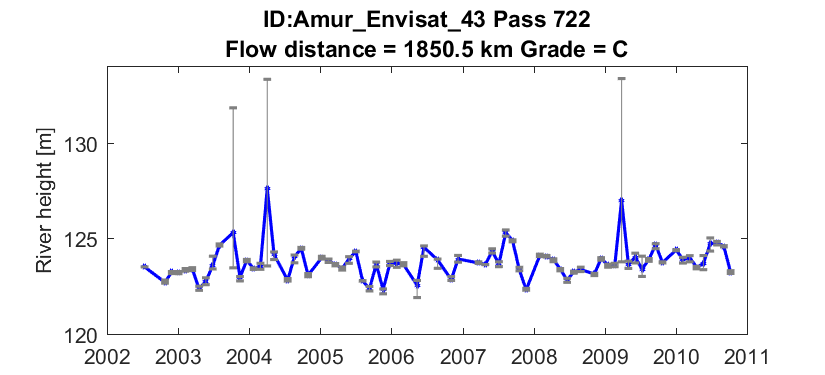 ID:Amur_Envisat_43 Pass 722
Flow distance = 1850.5 km Grade = C
River height [m]
130
125
120
2002 2003 2004 2005 2006 2007 2008 2009 2010 2011